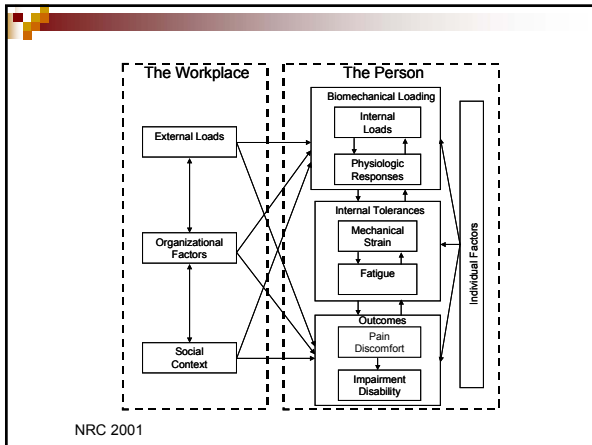 The Workplace
The Person
External Loads
Organizational
Factors
Social
Context
Biomechanical Loading
Internal
Loads
Physiologic
Responses
Internal Tolerances
Mechanical
Strain
Fatigue
Outcomes
Pain
Discomfort
Impairment
Disability
Individual Factors
NRC 2001